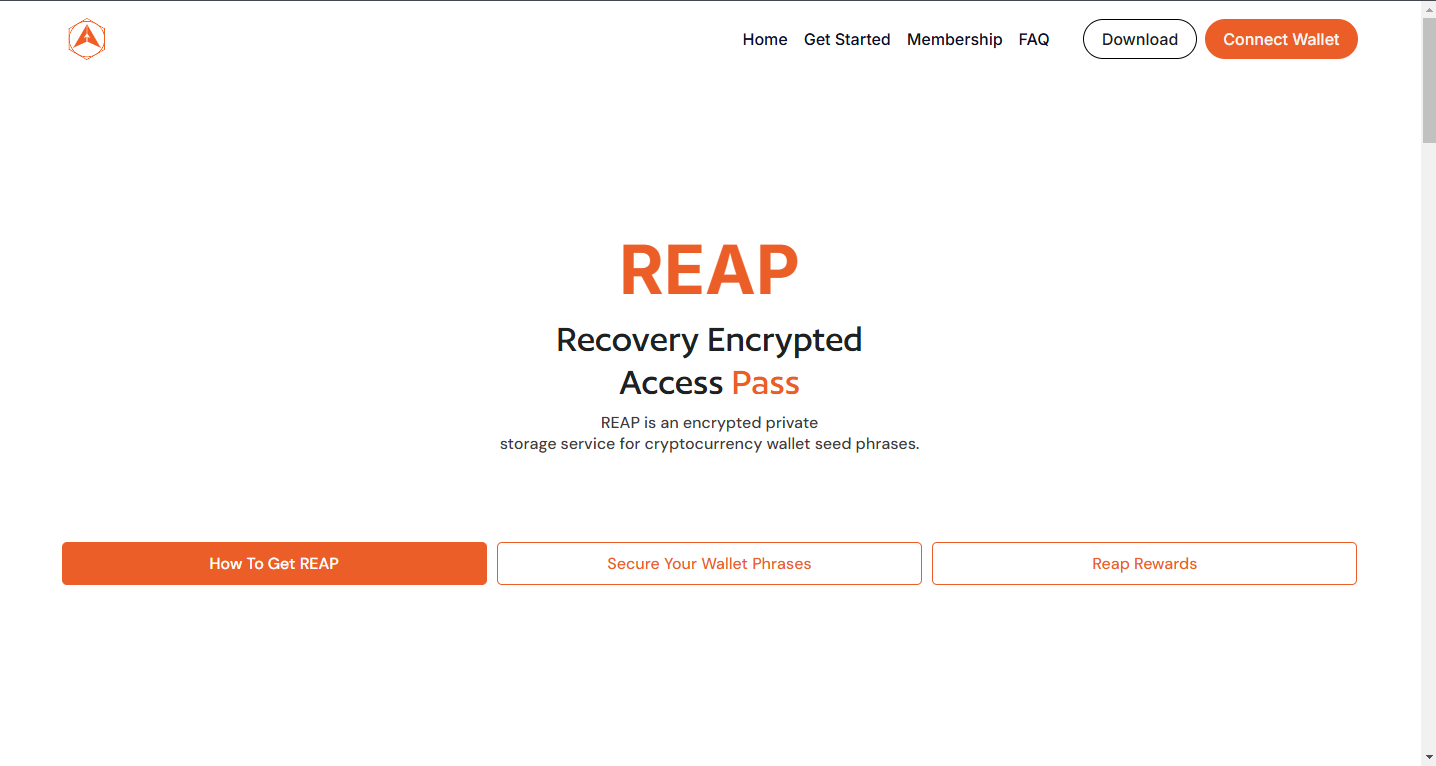 Home
Get Started
Membership
FAQ
Download
Connect Wallet
REAP
Recovery Encrypted
Access Pass
REAP is an encrypted private
storage service for cryptocurrency wallet seed phrases.
How To Get REAP
Secure Your Wallet Phrases
Reap Rewards